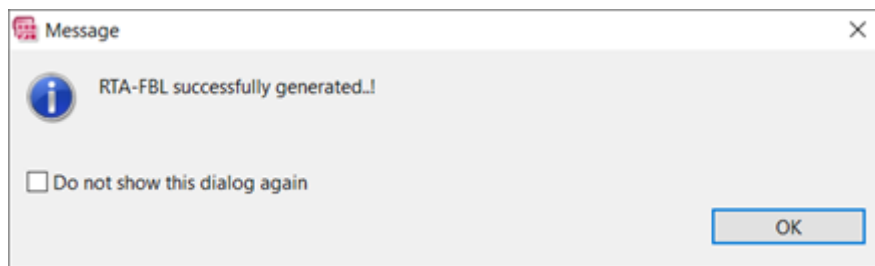 Message
RTA-FBL successfully generated..!
Do not show this dialog again
OK